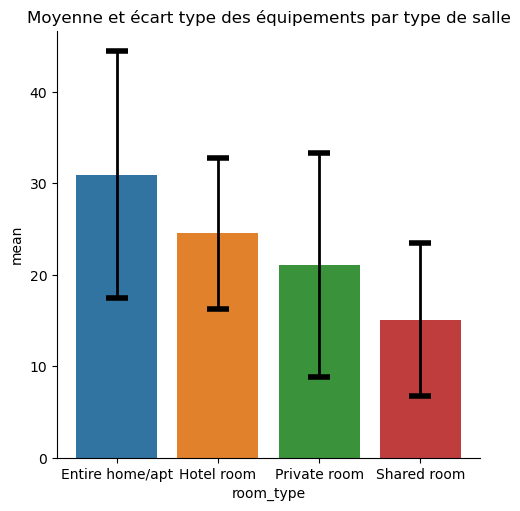 Moyenne et écart type des équipements par type de salle
40
30
20
10
0
mean
Entire home/apt Hotel room Private room Shared room
room_type